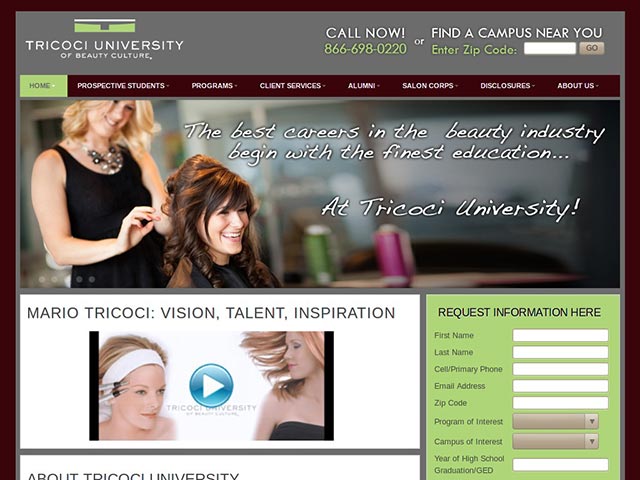 TRICOCI UNIVERSITY
OF BEAUTY CULTURE
CALL NOW!
866-698-0220
or
FIND A CAMPUS NEAR YOU
Enter Zip Code:
GO
HOME
PROSPECTIVE STUDENTS
PROGRAMS
CLIENT SERVICES
ALUMNI
SALON CORPS
DISCLOSURES
ABOUT US
The best careers in the beauty industry
begin with the finest education...
At Tricoci University!
MARIO TRICOCI: VISION, TALENT, INSPIRATION
TRICOCI UNIVERSITY
OF BEAUTY CULTURE
REQUEST INFORMATION HERE
First Name
Last Name
Cell/Primary Phone
Email Address
Zip Code
Program of Interest
Campus of Interest
Year of High School
Graduation/GED
ABOUT TRICOCI UNIVERSITY